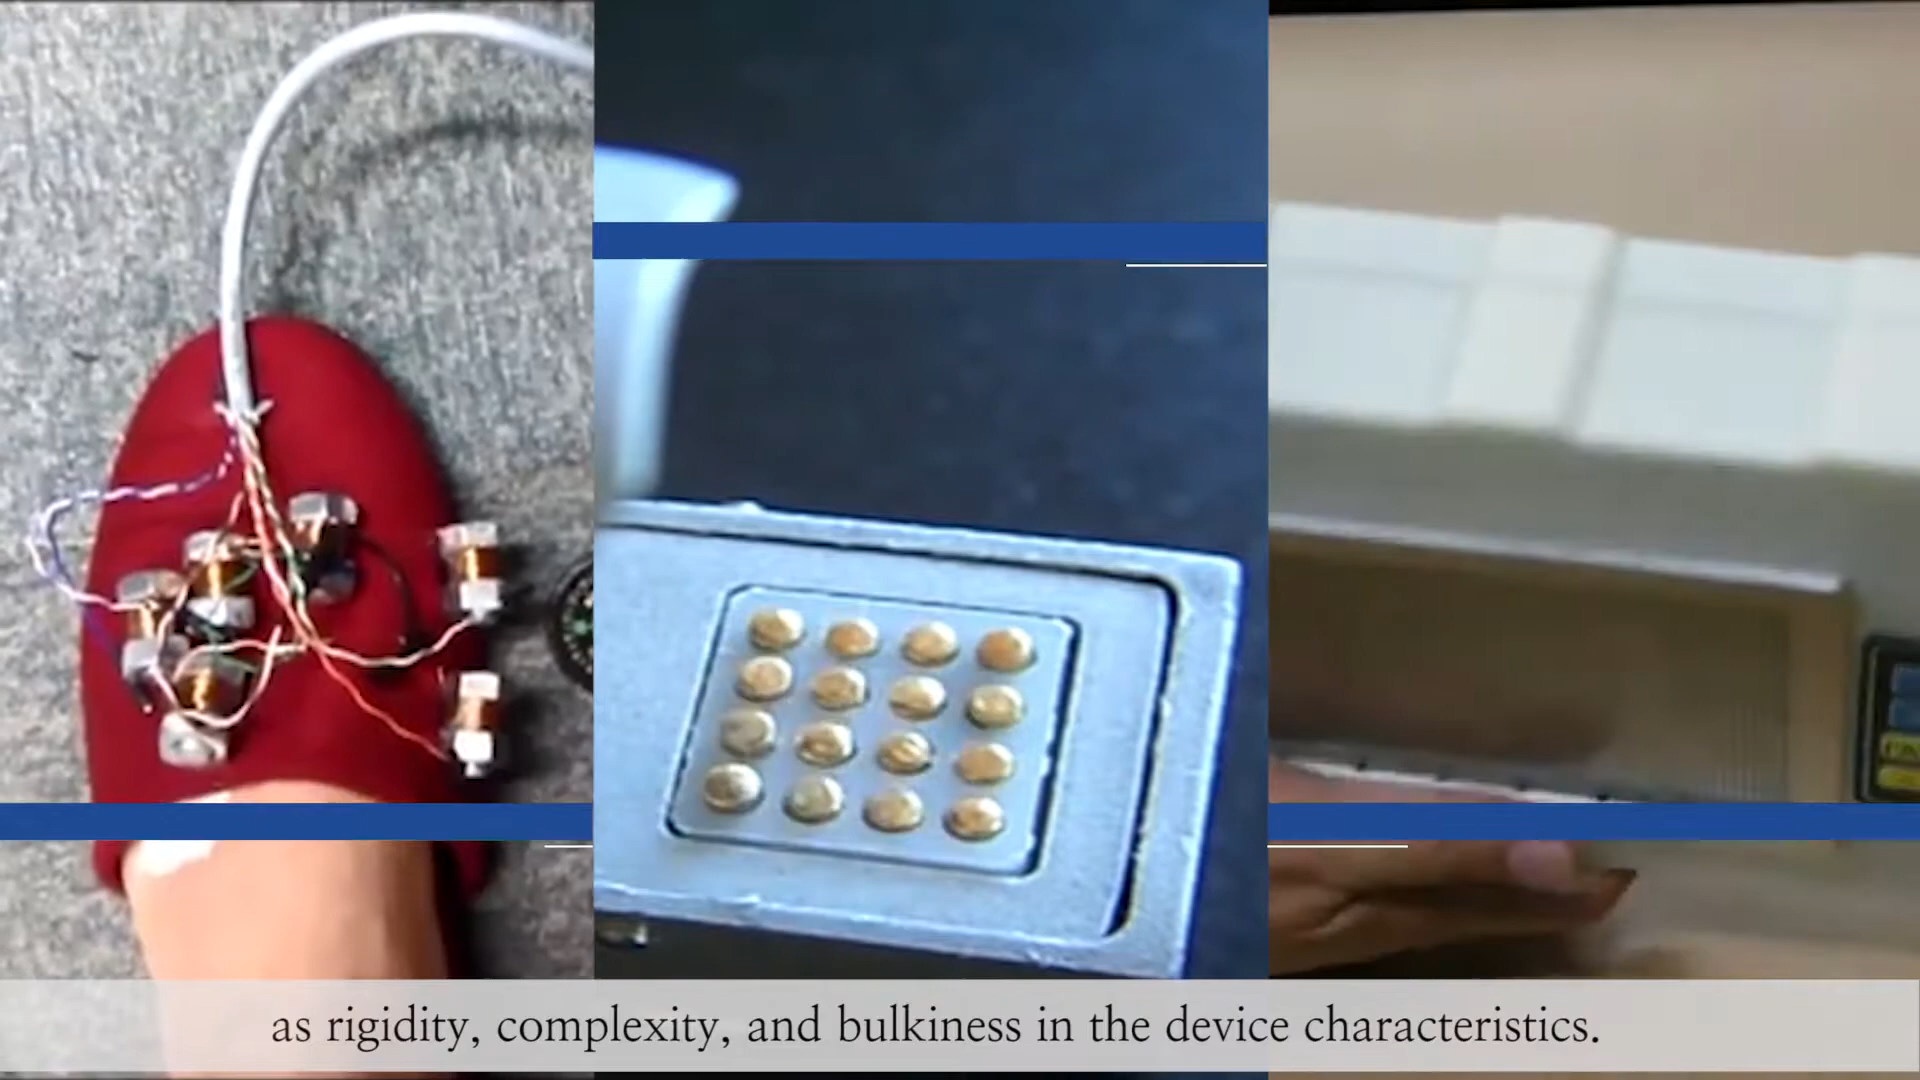 as rigidity, complexity, and bulkiness in the device characteristics.